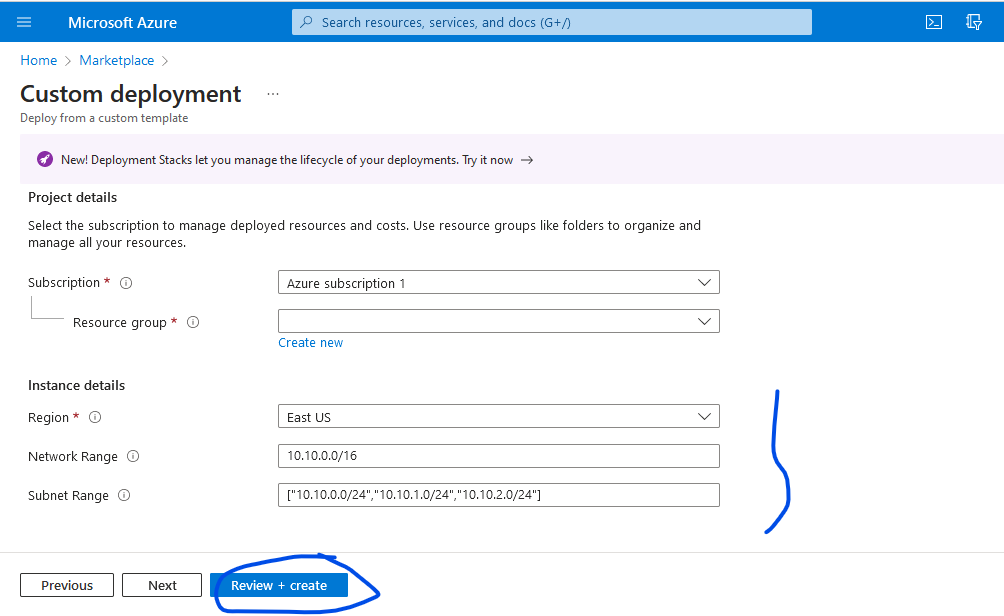 Microsoft Azure
Search resources, services, and docs (G+/)
Home > Marketplace >
Custom deployment ...
Deploy from a custom template
New! Deployment Stacks let you manage the lifecycle of your deployments. Try it now →
Project details
Select the subscription to manage deployed resources and costs. Use resource groups like folders to organize and
manage all your resources.
Subscription * Azure subscription 1
Resource group *
Create new
Instance details
Region * East US
Network Range 10.10.0.0/16
Subnet Range ["10.10.0.0/24","10.10.1.0/24","10.10.2.0/24"]
Previous Next Review + create